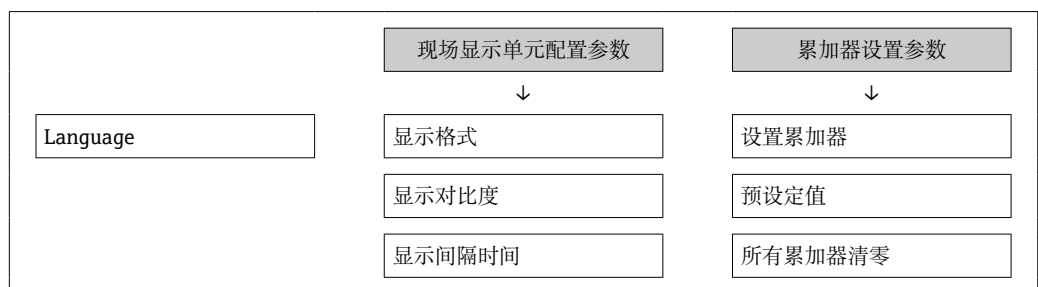 现场显示单元配置参数
累加器设置参数
↓
↓
Language
显示格式
设置累加器
显示对比度
预设定值
显示间隔时间
所有累加器清零